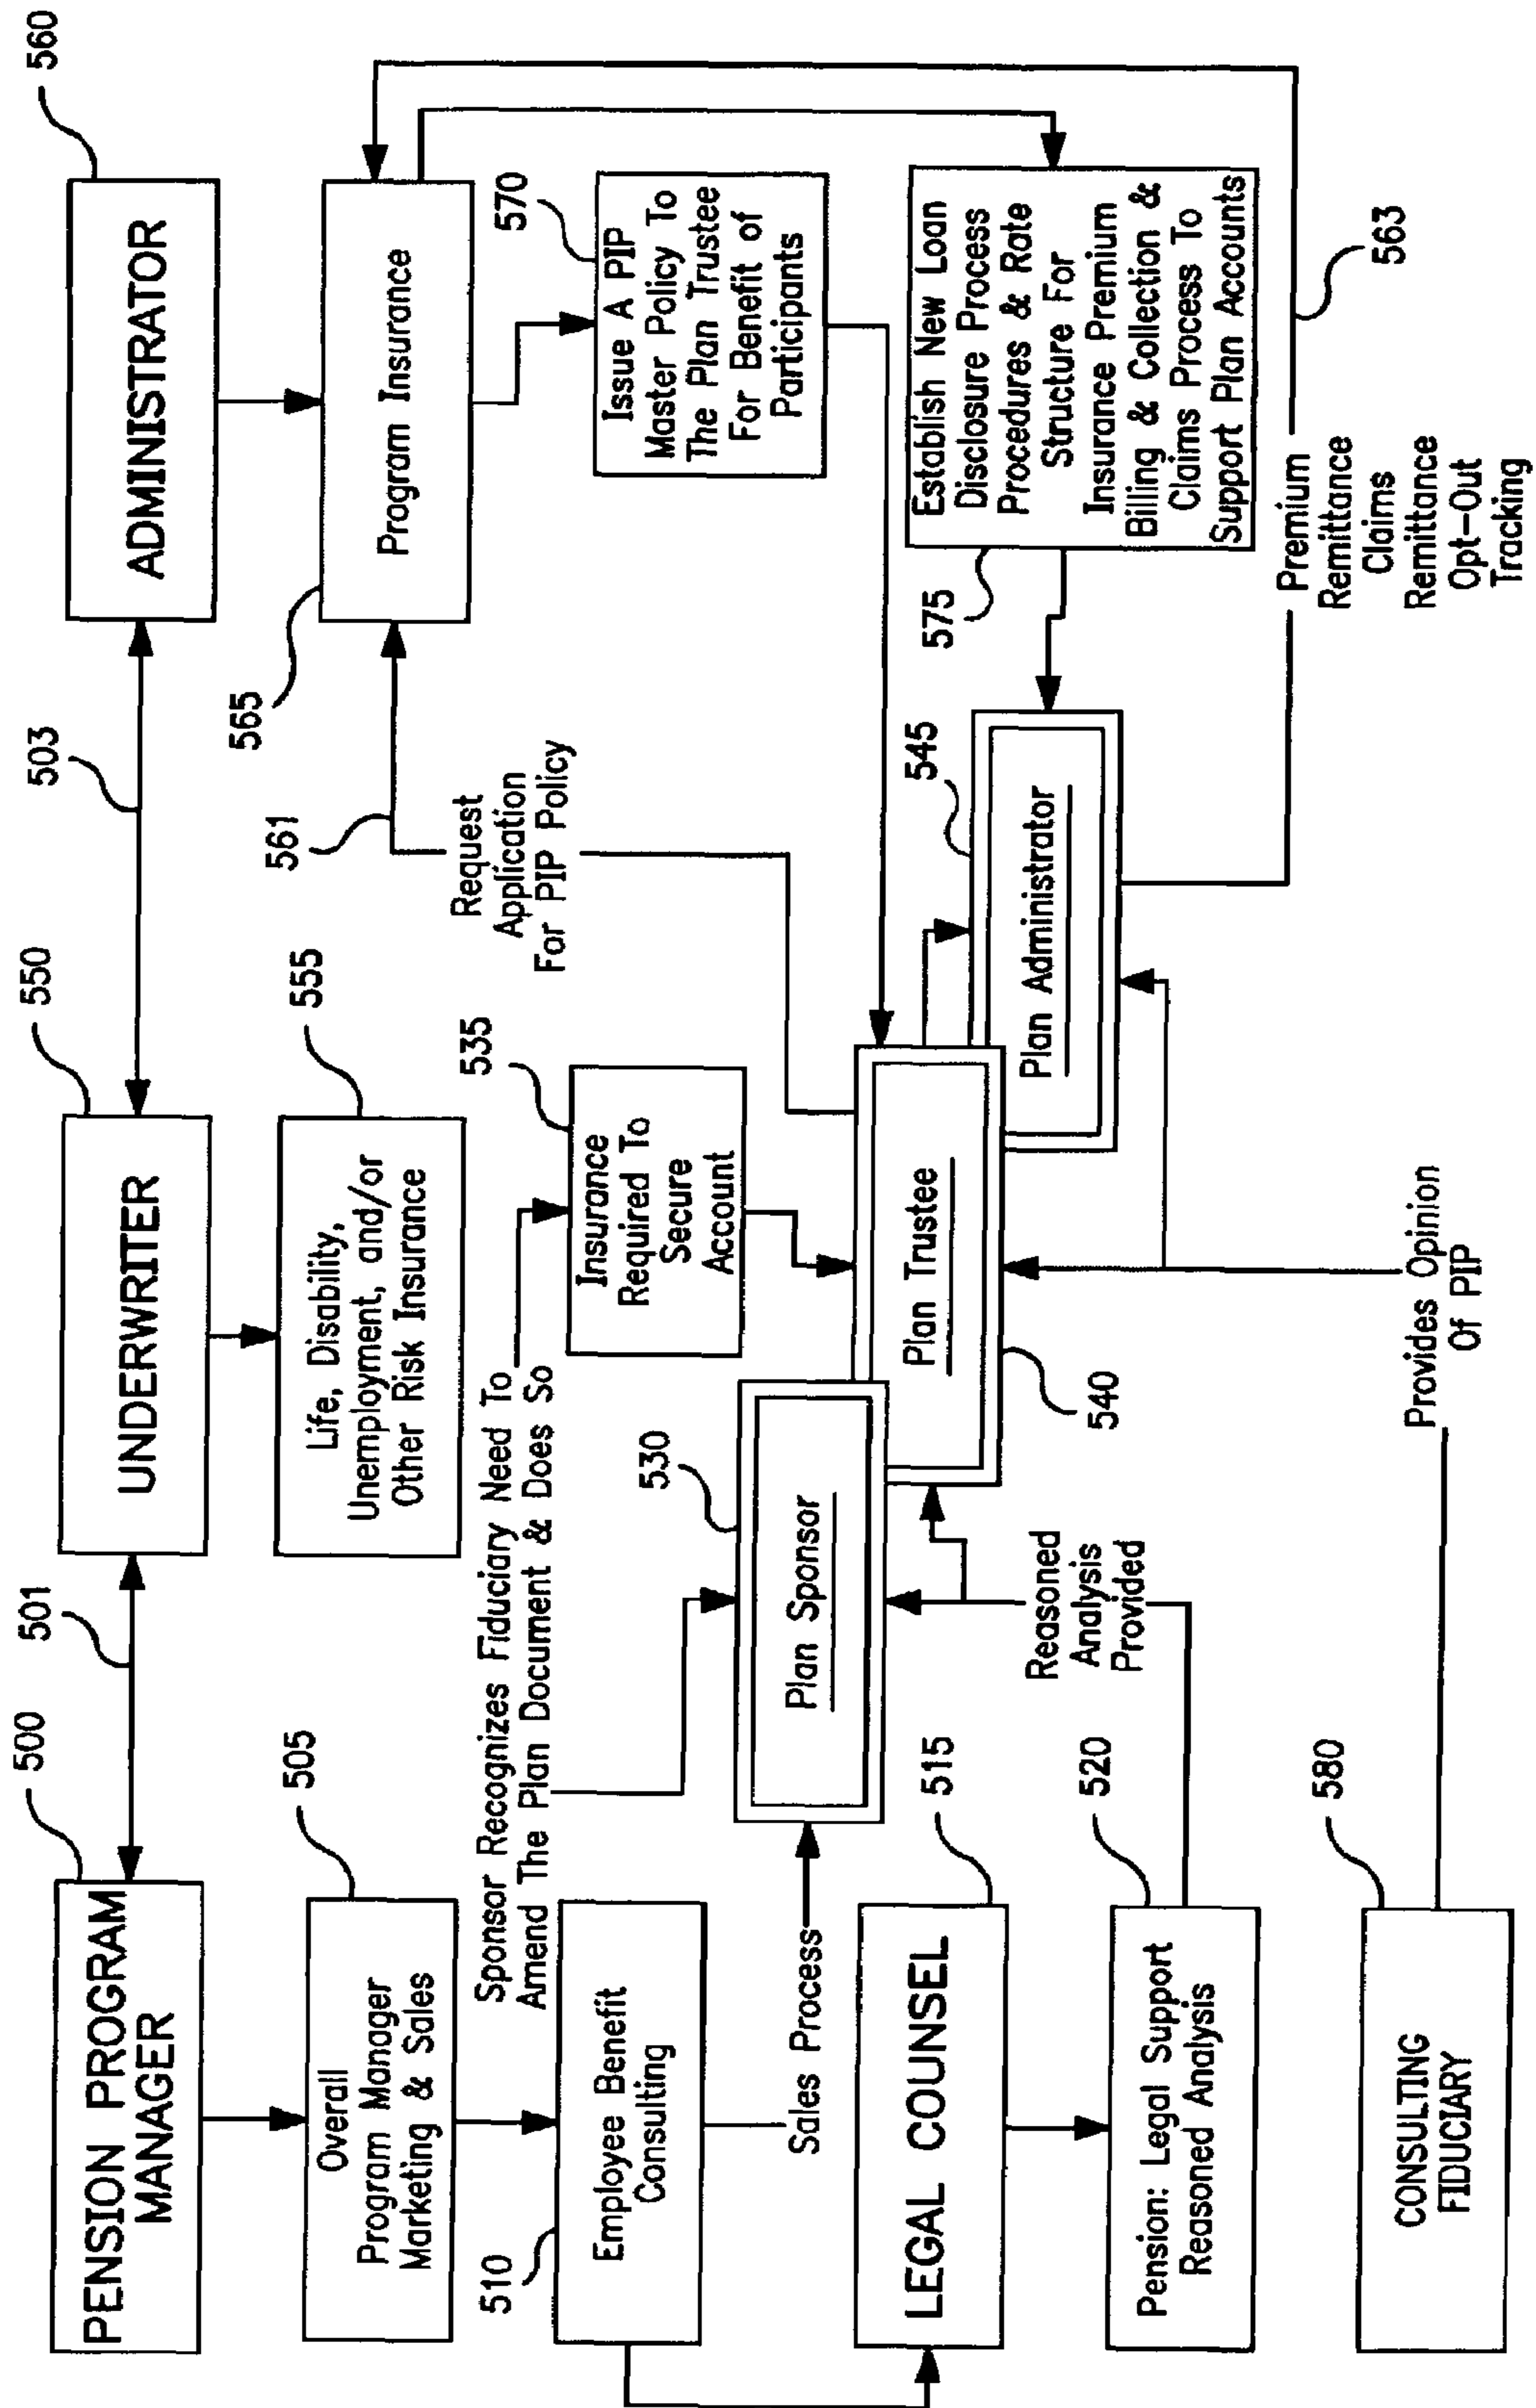 500
PENSION PROGRAM
MANAGER
501
550
UNDERWRITER
503
560
ADMINISTRATOR
505
Overall
Program Manager
Marketing & Sales
555
Life, Disability,
Unemployment, and/or
Other Risk Insurance
565
Program Insurance
561
Request
Application
For PIP Policy
Sponsor Recognizes Fiduciary Need To
Amend The Plan Document & Does So
510
Employee Benefit
Consulting
Sales Process
535
Insurance
Required To
Secure
Account
570
Issue A PIP
Master Policy To
The Plan Trustee
For Benefit of
Participants
530
Plan Sponsor
Plan Trustee
540
545
Plan Administrator
575
Establish New Loan
Disclosure Process
Procedures & Rate
Structure For
Insurance Premium
Billing & Collection &
Claims Process To
Support Plan Accounts
515
LEGAL COUNSEL
Reasoned
Analysis
Provided
520
Pension: Legal Support
Reasoned Analysis
Premium
Remittance
Claims
Remittance
Opt-Out
Tracking
563
580
CONSULTING
FIDUCIARY
Provides Opinion
Of PIP